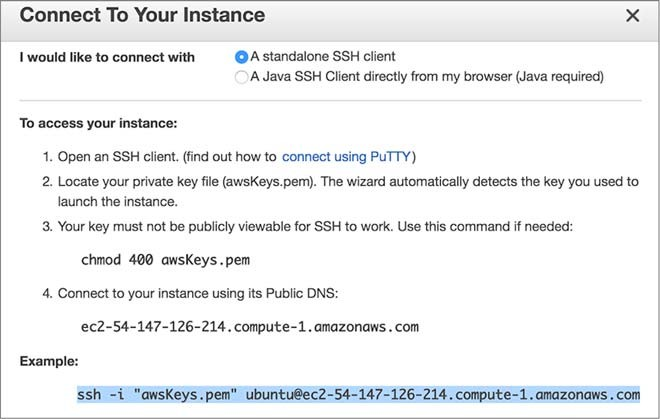 Connect To Your Instance
I would like to connect with
A standalone SSH client
A Java SSH Client directly from my browser (Java required)
To access your instance:
1. Open an SSH client. (find out how to connect using PuTTY)
2. Locate your private key file (awsKeys.pem). The wizard automatically detects the key you used to
launch the instance.
3. Your key must not be publicly viewable for SSH to work. Use this command if needed:
chmod 400 awsKeys.pem
4. Connect to your instance using its Public DNS:
ec2-54-147-126-214.compute-1.amazonaws.com
Example:
ssh -i "awsKeys.pem" ubuntu@ec2-54-147-126-214.compute-1.amazonaws.com